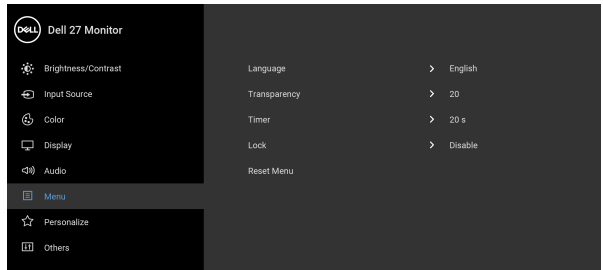 DELL Dell 27 Monitor
Brightness/Contrast
Input Source
Color
Display
Audio
Menu
Personalize
Others
Language > English
Transparency > 20
Timer > 20 s
Lock > Disable
Reset Menu